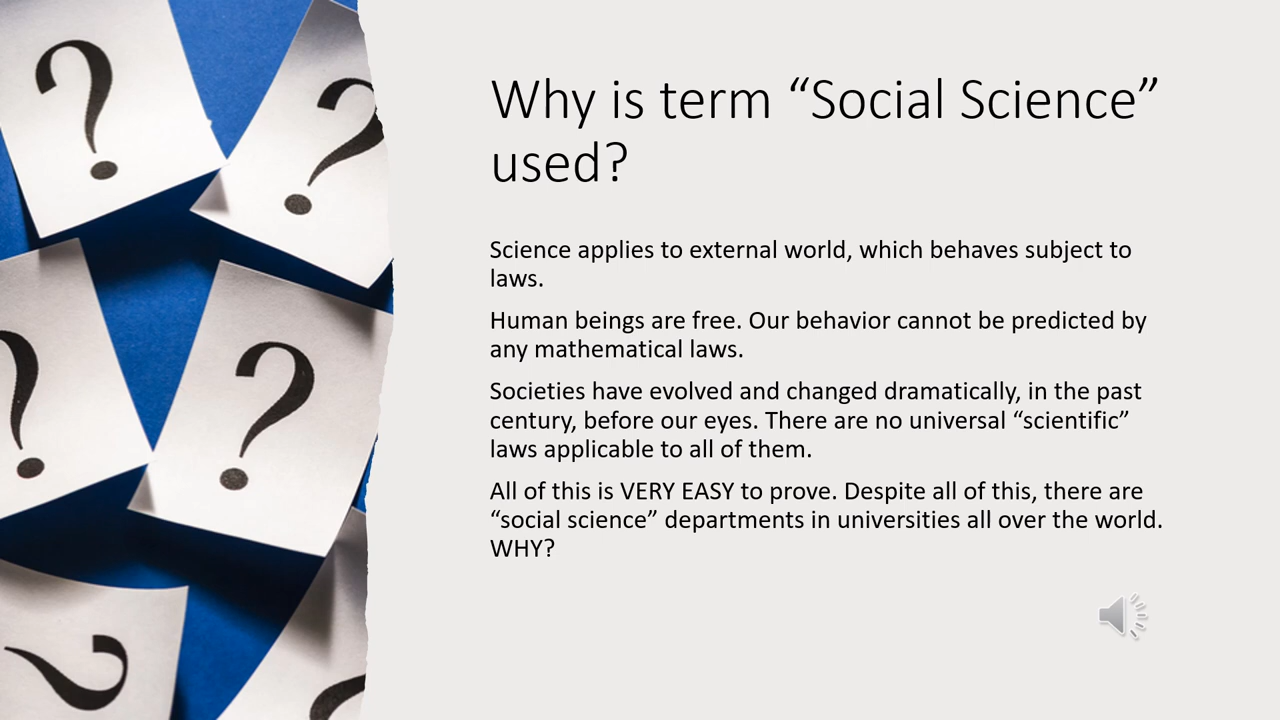 Why is term “Social Science”
used?
Science applies to external world, which behaves subject to
laws.
Human beings are free. Our behavior cannot be predicted by
any mathematical laws.
Societies have evolved and changed dramatically, in the past
century, before our eyes. There are no universal “scientific”
laws applicable to all of them.
All of this is VERY EASY to prove. Despite all of this, there are
“social science” departments in universities all over the world.
WHY?
?
?
?
?
?
?